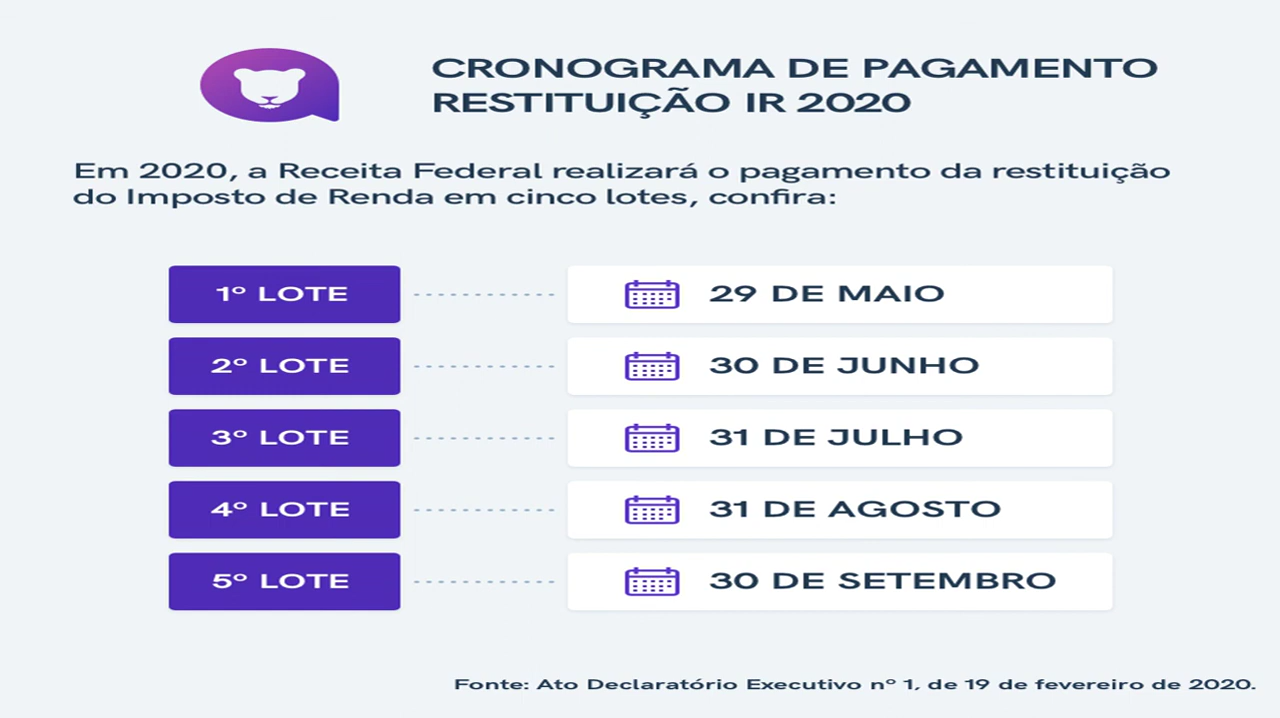 CRONOGRAMA DE PAGAMENTO
RESTITUIÇÃO IR 2020
Em 2020, a Receita Federal realizará o pagamento da restituição
do Imposto de Renda em cinco lotes, confira:
1º LOTE 29 DE MAIO
2º LOTE 30 DE JUNHO
3º LOTE 31 DE JULHO
4º LOTE 31 DE AGOSTO
5º LOTE 30 DE SETEMBRO
Fonte: Ato Declaratório Executivo nº 1, de 19 de fevereiro de 2020.